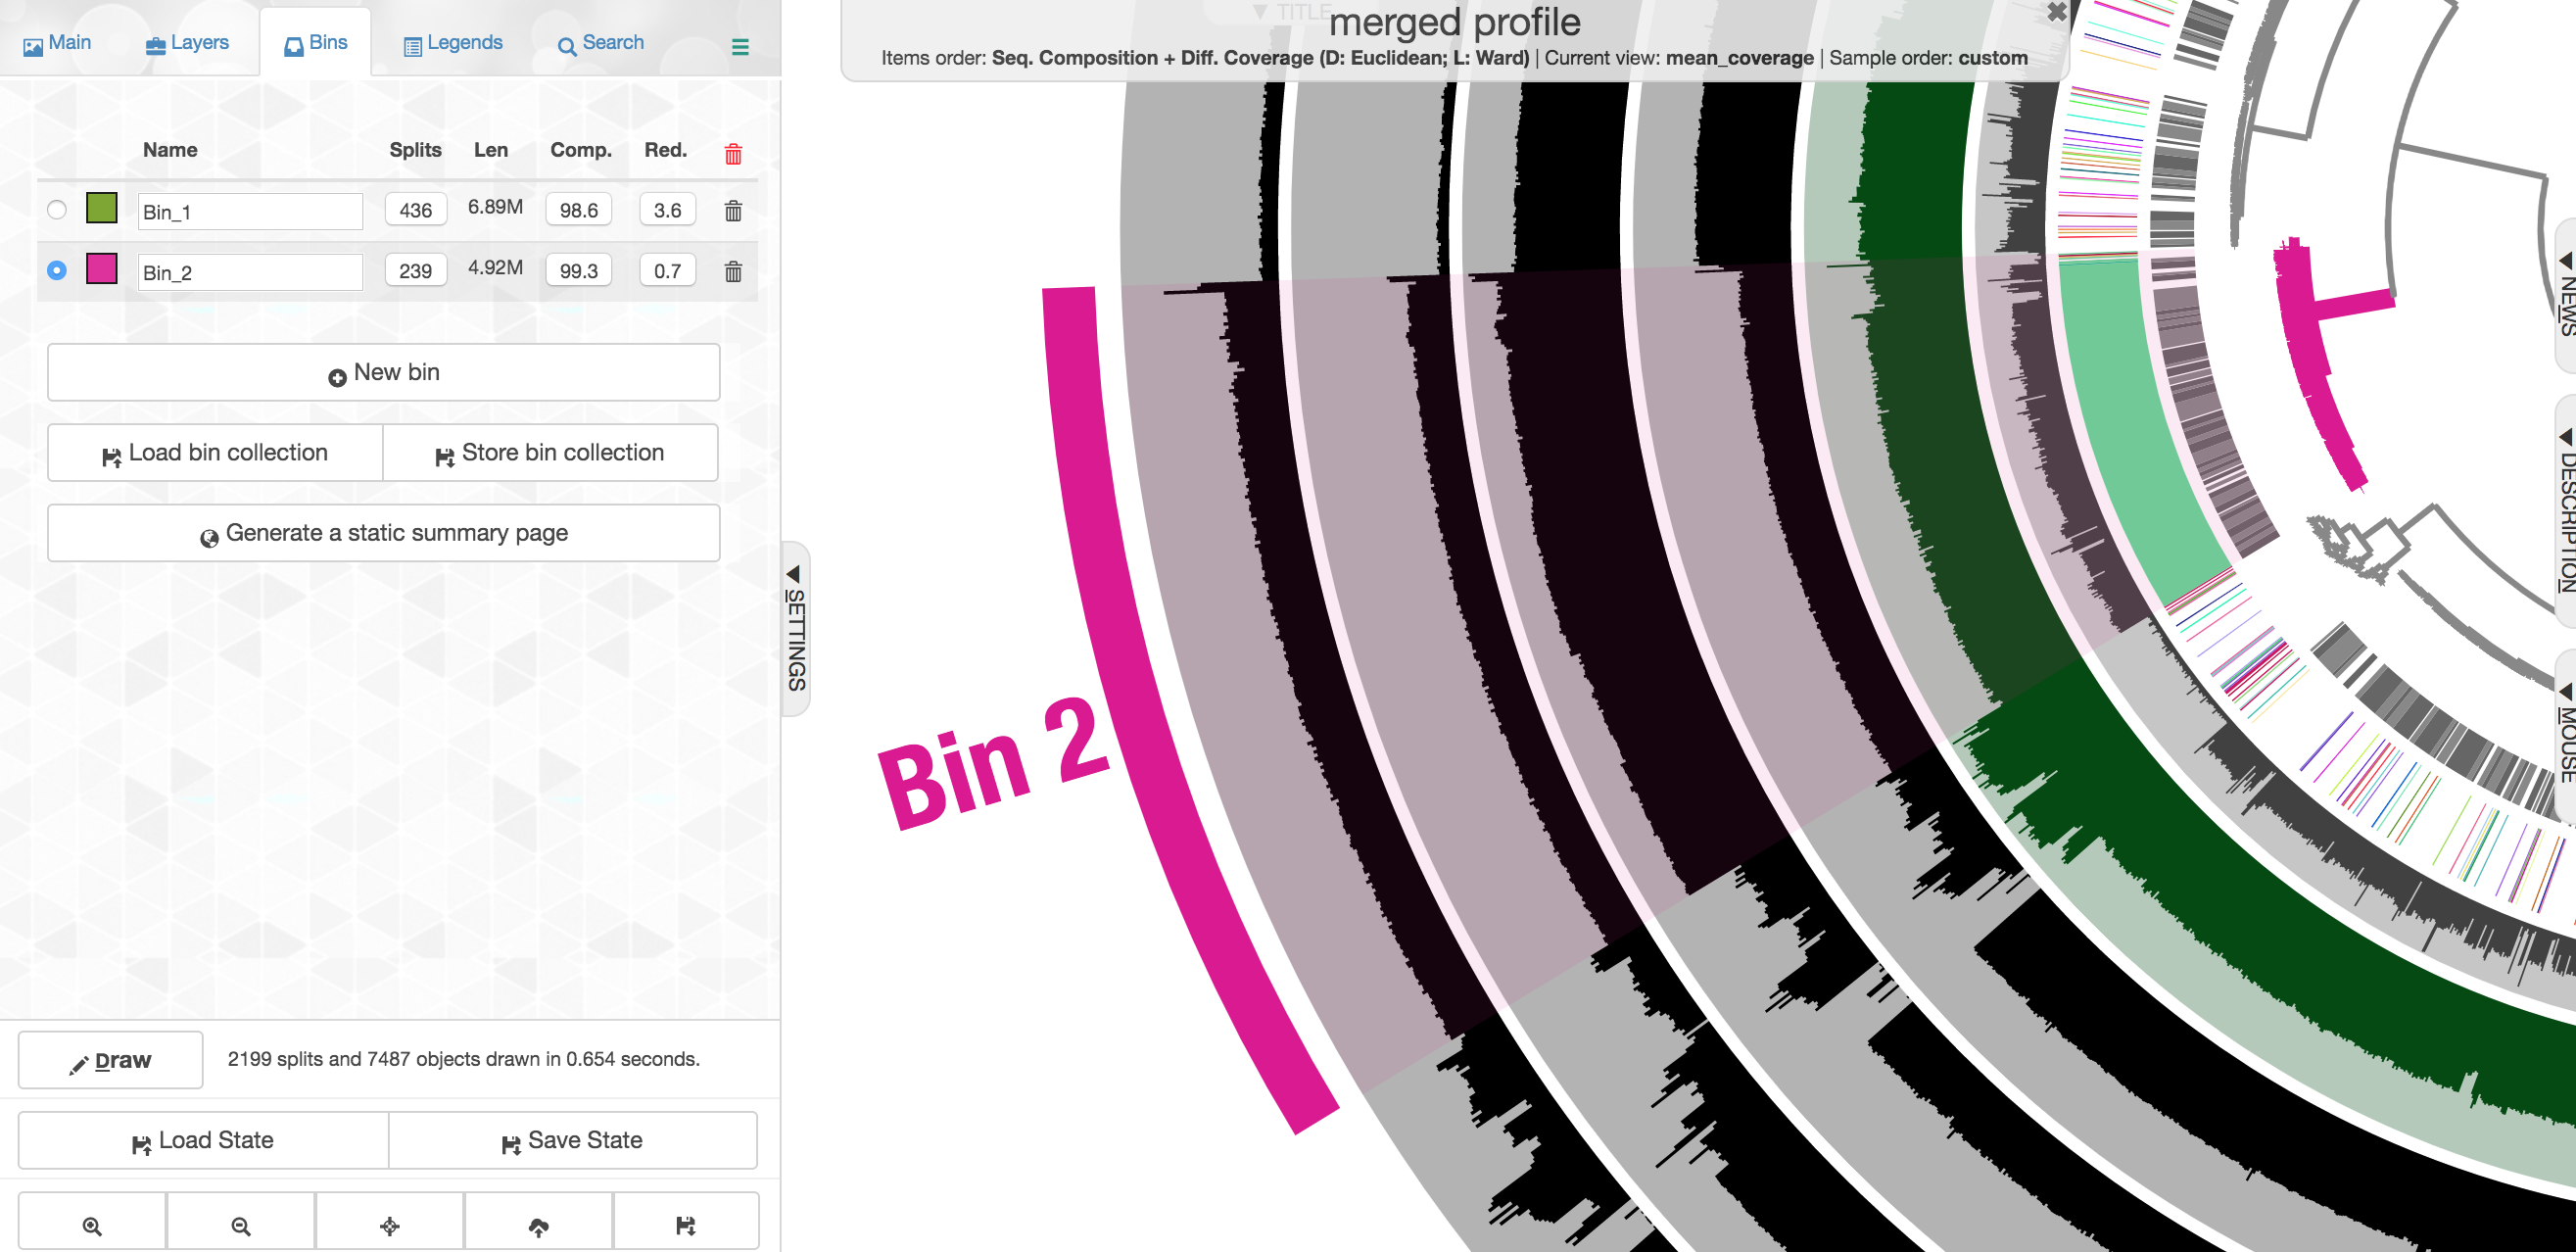 Main Layers Bins Legends Search
Name Splits Len Comp. Red.
Bin_1 436 6.89M 98.6 3.6
Bin_2 239 4.92M 99.3 0.7
New bin
Load bin collection Store bin collection
Generate a static summary page
Draw 2199 splits and 7487 objects drawn in 0.654 seconds.
Load State Save State
◀ SETTINGS
▼ TITLE
merged profile
Items order: Seq. Composition + Diff. Coverage (D: Euclidean; L: Ward) | Current view: mean_coverage | Sample order: custom
Bin 2
◀ NEWS
◀ DESCRIPTION
◀ MOUSE